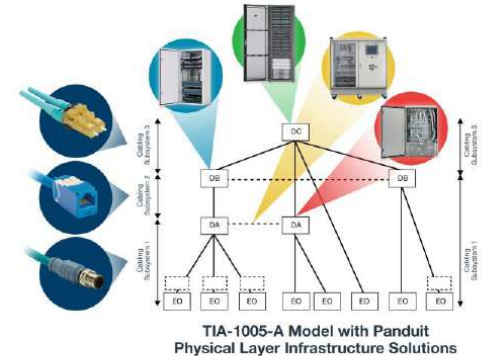 DC
Cabling
Subsystem 3
Cabling
Subsystem 3
DB
DB
Cabling
Subsystem 2
DA
DA
Cabling
Subsystem 1
Cabling
Subsystem 1
EO
EO
EO
EO
EO
EO
EO
EO
TIA-1005-A Model with Panduit
Physical Layer Infrastructure Solutions